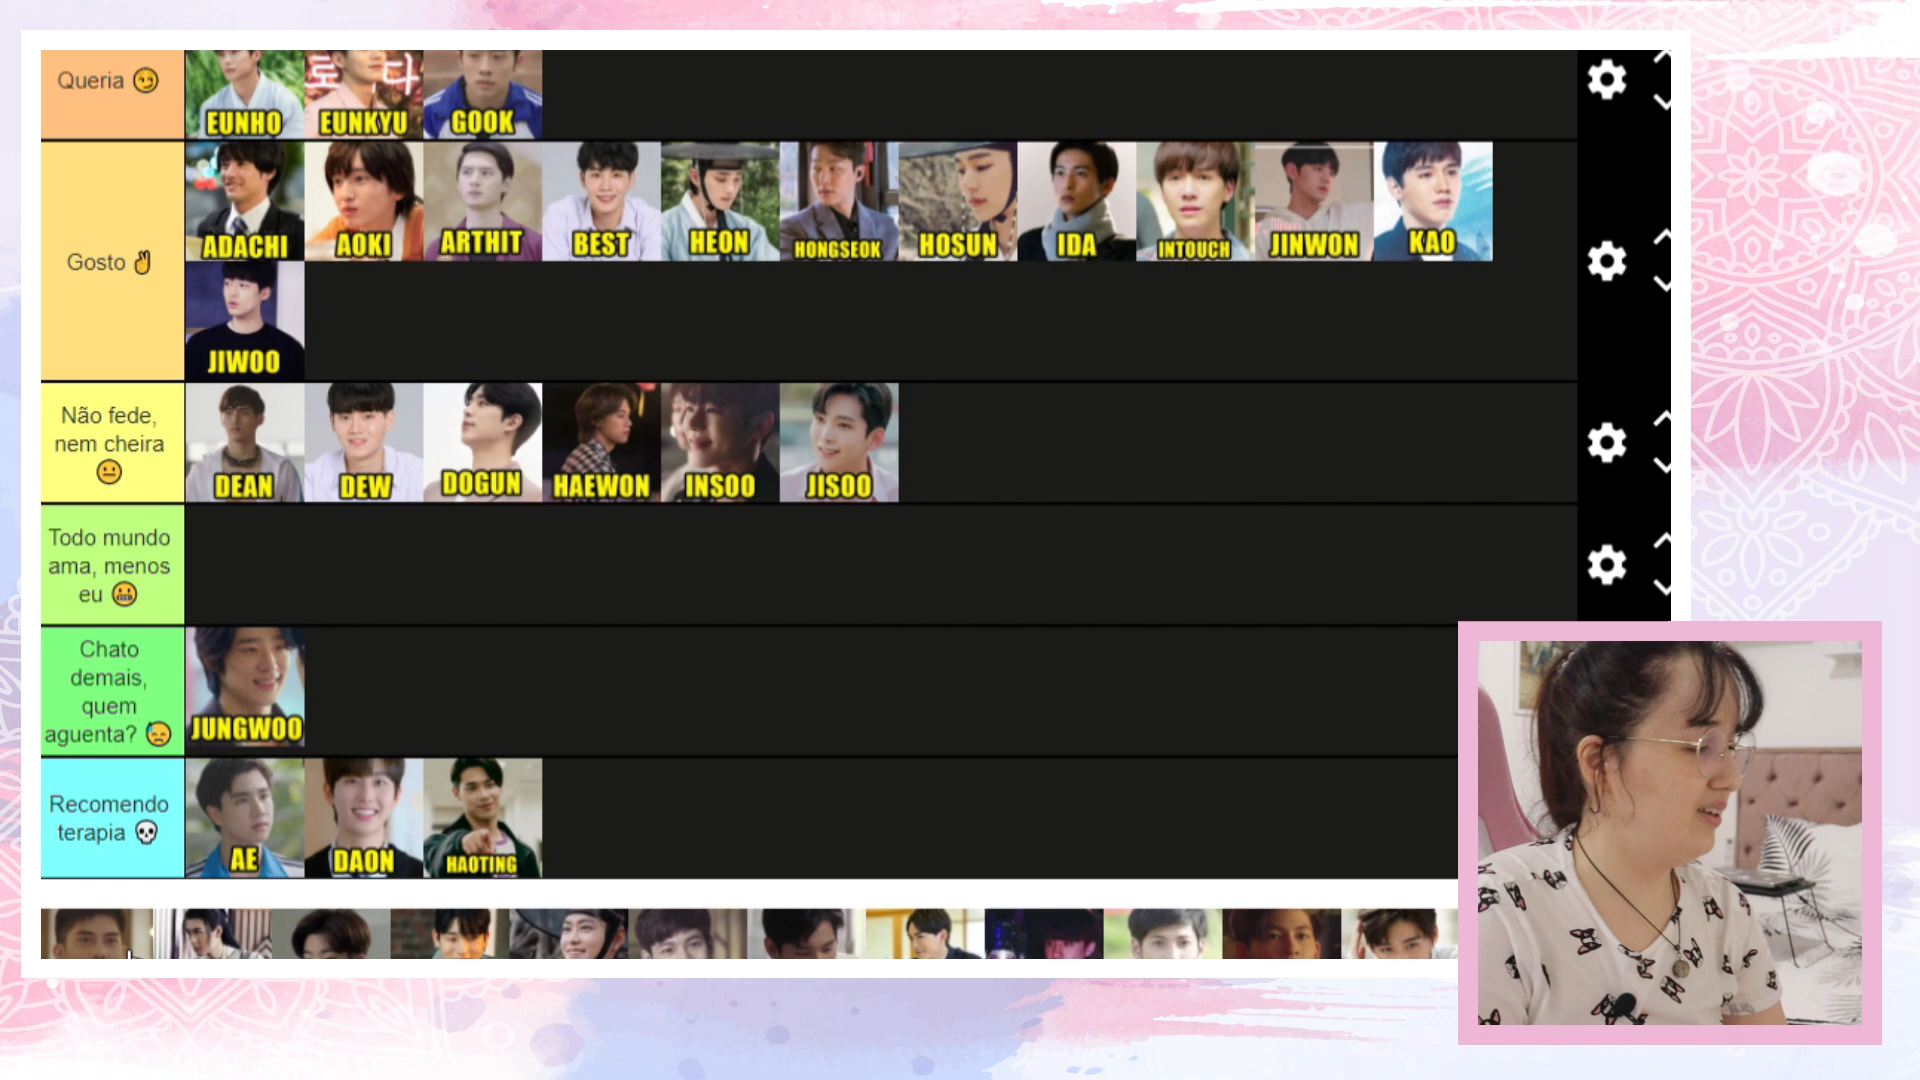 Queria 😏
로 다
EUNHO EUNKYU GOOK
Gosto ✌
ADACHI AOKI ARTHIT BEST HEON HONGSEOK HOSUN IDA INTOUCH JINWON KAO
JIWOO
Não fede,
nem cheira
😐
DEAN DEW DOGUN HAEWON INSOO JISOO
Todo mundo
ama, menos
eu 😬
Chato
demais,
quem
aguenta? 😓
JUNGWOO
Recomendo
terapia 💀
AE DAON HAOTING